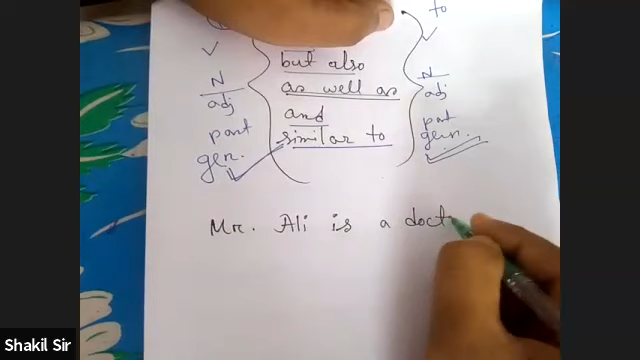 to
but also
N
adj
part
gen.
as well as
and
similar to
N
adj
part
gern.
Mr. Ali is a doct
Shakil Sir